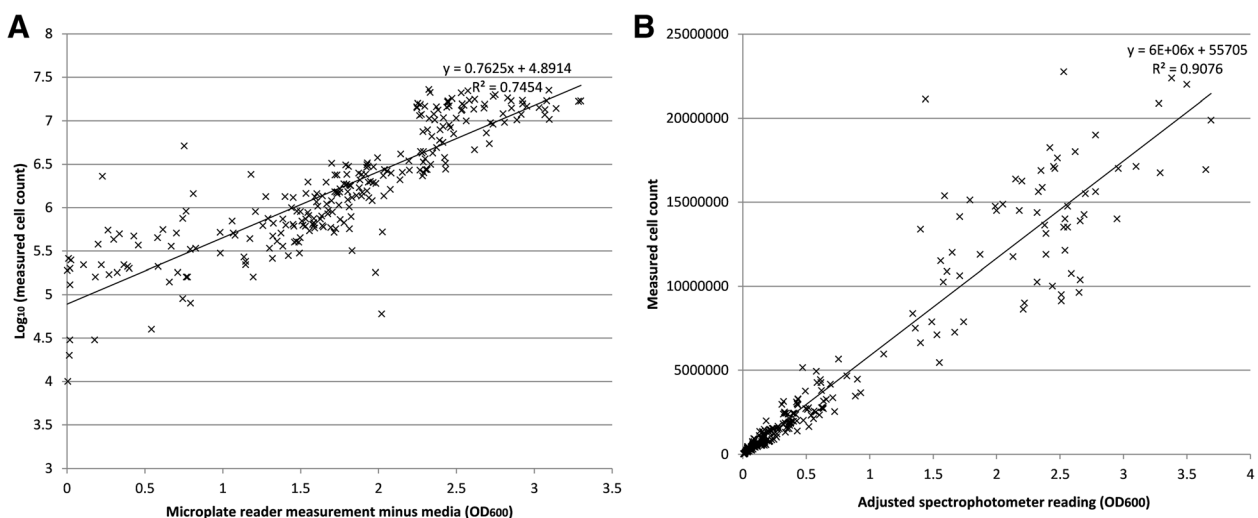 A
8
7.5
7
6.5
6
5.5
5
4.5
4
3.5
3
Log10 (measured cell count)
y = 0.7625x + 4.8914
R² = 0.7454
0 0.5 1 1.5 2 2.5 3 3.5
Microplate reader measurement minus media (OD600)
B
25000000
20000000
15000000
10000000
5000000
0
Measured cell count
y = 6E+06x + 55705
R² = 0.9076
0 0.5 1 1.5 2 2.5 3 3.5 4
Adjusted spectrophotometer reading (OD600)